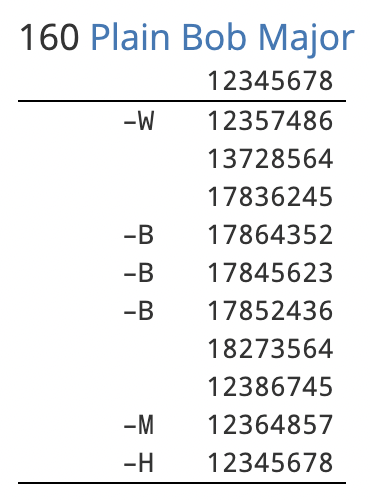 160 Plain Bob Major
12345678
–W 12357486
13728564
17836245
–B 17864352
–B 17845623
–B 17852436
18273564
12386745
–M 12364857
–H 12345678